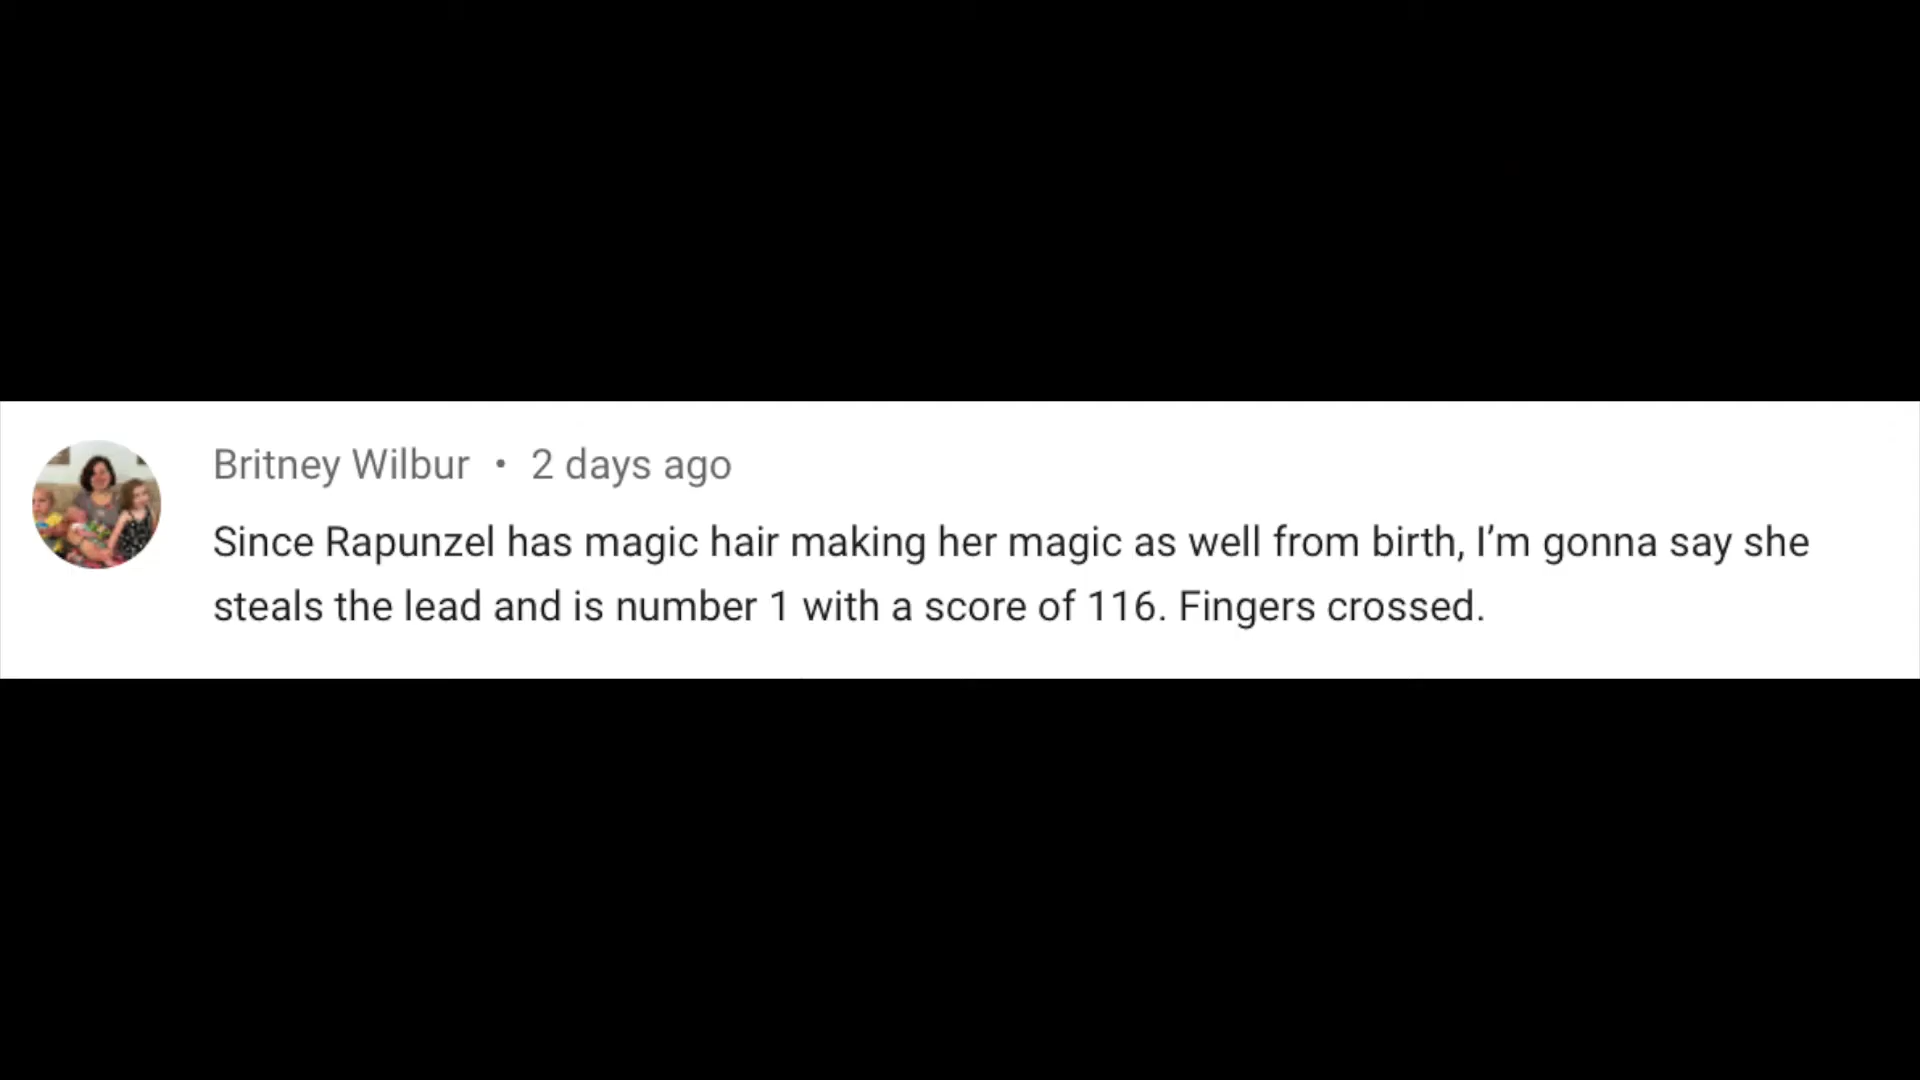 Britney Wilbur • 2 days ago
Since Rapunzel has magic hair making her magic as well from birth, I’m gonna say she
steals the lead and is number 1 with a score of 116. Fingers crossed.